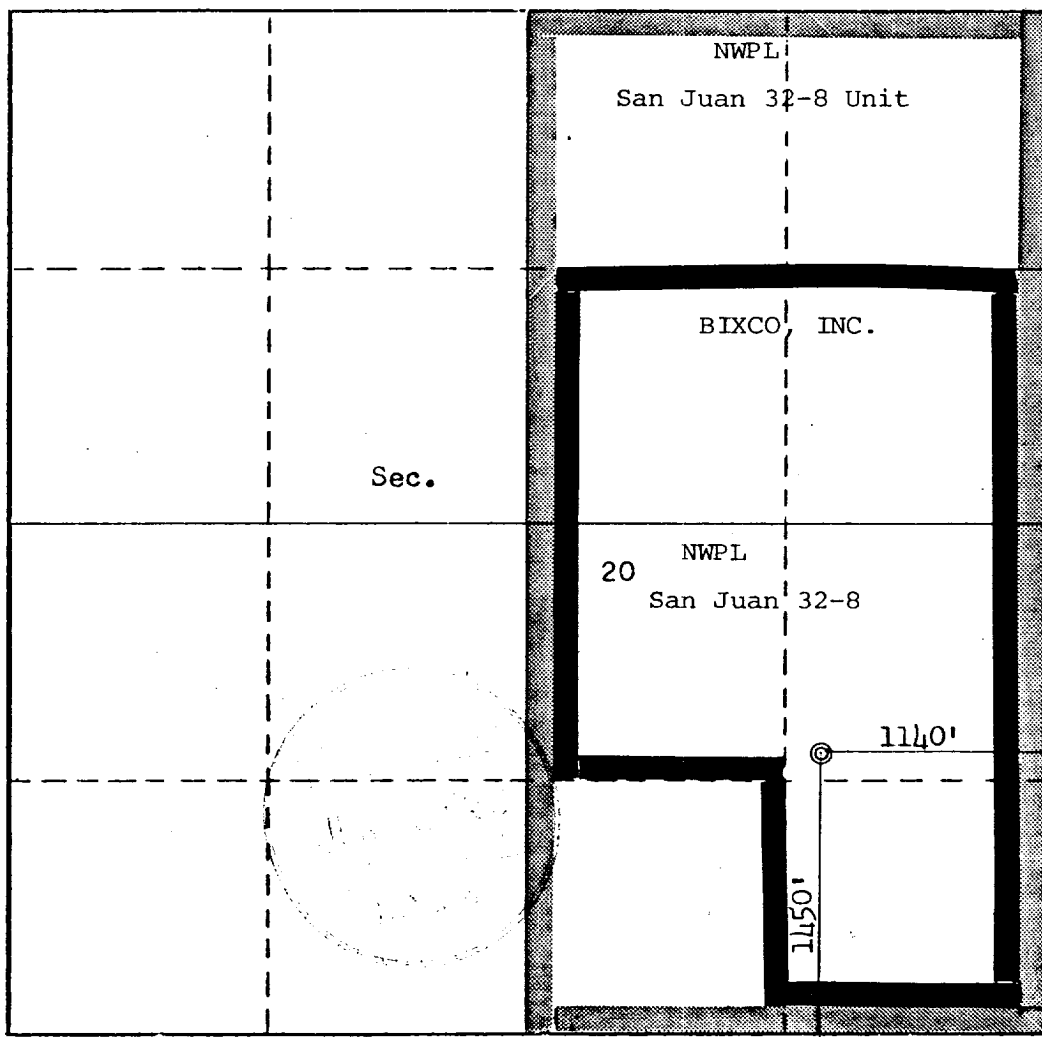 NWPL
San Juan 32-8 Unit
BIXCO, INC.
Sec.
NWPL
20
San Juan 32-8
1140'
1450'